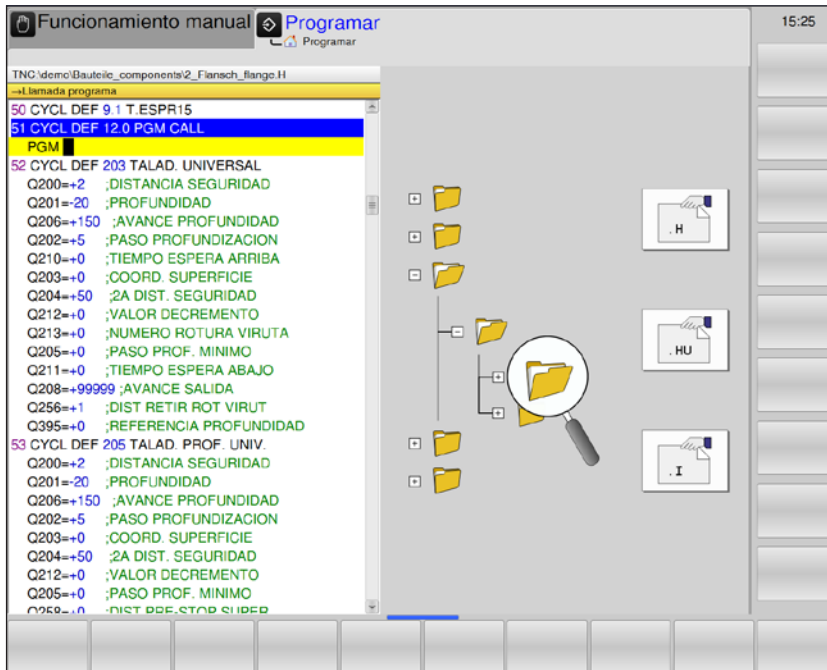 Funcionamiento manual
Programar
15:25
Programar
TNC:\demo\Bauteile_components\2_Flansch_flange.H
→Llamada programa
50 CYCL DEF 9.1 T.ESPR15
51 CYCL DEF 12.0 PGM CALL
PGM
52 CYCL DEF 203 TALAD. UNIVERSAL
Q200=+2 ;DISTANCIA SEGURIDAD
Q201=-20 ;PROFUNDIDAD
Q206=+150 ;AVANCE PROFUNDIDAD
Q202=+5 ;PASO PROFUNDIZACION
Q210=+0 ;TIEMPO ESPERA ARRIBA
Q203=+0 ;COORD. SUPERFICIE
Q204=+50 ;2A DIST. SEGURIDAD
Q212=+0 ;VALOR DECREMENTO
Q213=+0 ;NUMERO ROTURA VIRUTA
Q205=+0 ;PASO PROF. MINIMO
Q211=+0 ;TIEMPO ESPERA ABAJO
Q208=+99999 ;AVANCE SALIDA
Q256=+1 ;DIST RETIR ROT VIRUT
Q395=+0 ;REFERENCIA PROFUNDIDAD
53 CYCL DEF 205 TALAD. PROF. UNIV.
Q200=+2 ;DISTANCIA SEGURIDAD
Q201=-20 ;PROFUNDIDAD
Q206=+150 ;AVANCE PROFUNDIDAD
Q202=+5 ;PASO PROFUNDIZACION
Q203=+0 ;COORD. SUPERFICIE
Q204=+50 ;2A DIST. SEGURIDAD
Q212=+0 ;VALOR DECREMENTO
Q205=+0 ;PASO PROF. MINIMO
Q258=+0 ;DIST PRE-STOP SUPER
.H
.HU
.I